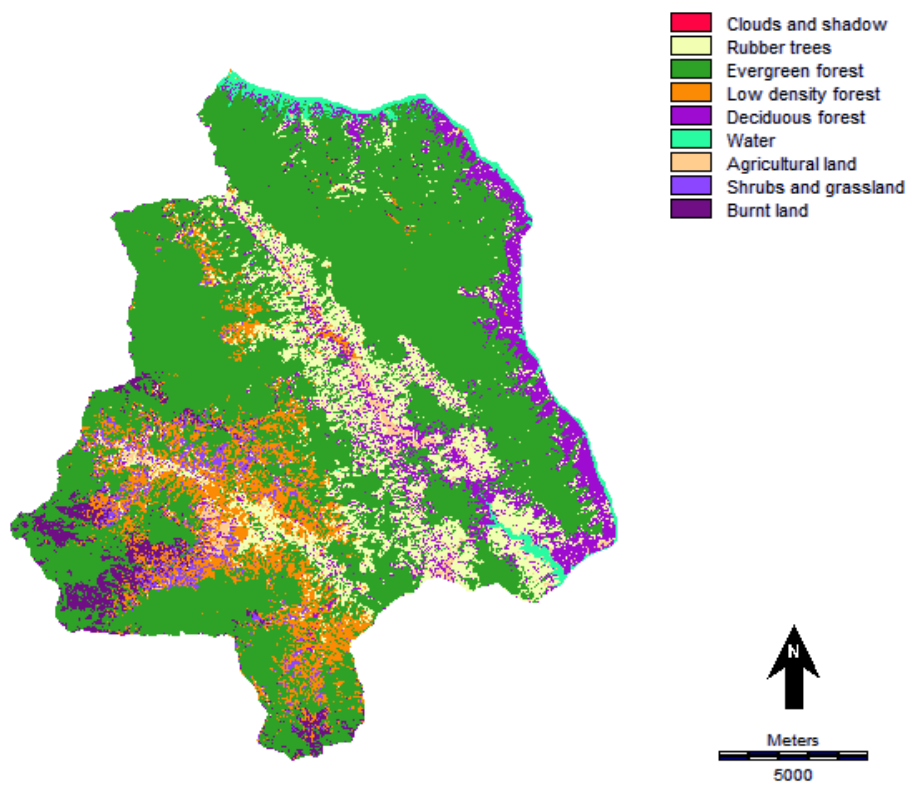 Clouds and shadow
Rubber trees
Evergreen forest
Low density forest
Deciduous forest
Water
Agricultural land
Shrubs and grassland
Burnt land
N
Meters
5000